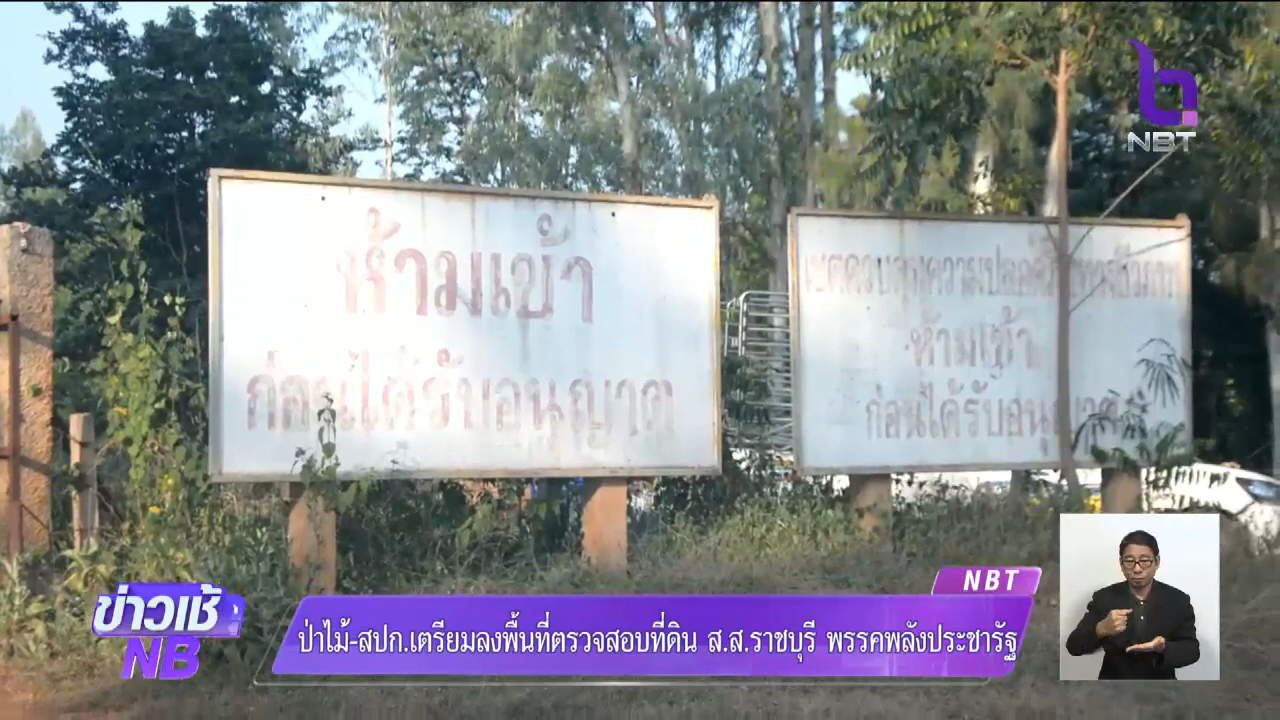 NBT
ห้ามเข้า
ก่อนได้รับอนุญาต
ห้ามเข้า
ก่อนได้รับอนุญาต
NBT
ข่าวเช้า
NB
ป่าไม้-สปก.เตรียมลงพื้นที่ตรวจสอบที่ดิน ส.ส.ราชบุรี พรรคพลังประชารัฐ